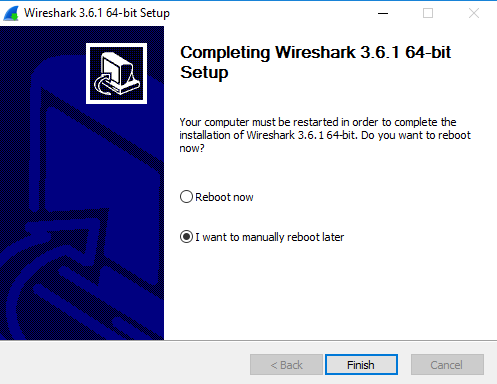 Wireshark 3.6.1 64-bit Setup
Completing Wireshark 3.6.1 64-bit
Setup
Your computer must be restarted in order to complete the
installation of Wireshark 3.6.1 64-bit. Do you want to reboot
now?
Reboot now
I want to manually reboot later
< Back
Finish
Cancel